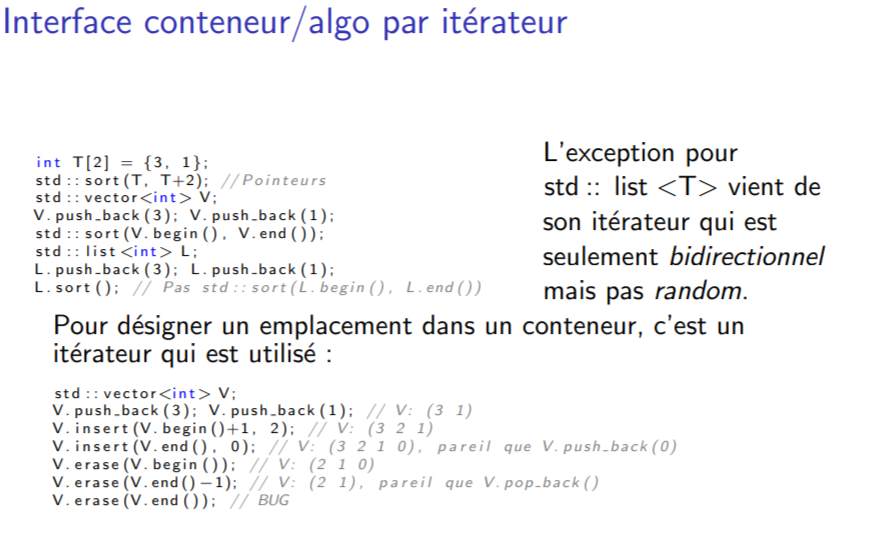 Interface conteneur/algo par itérateur
int T[2] = {3, 1};
std::sort(T, T+2); //Pointeurs
std::vector<int> V;
V.push_back(3); V.push_back(1);
std::sort(V.begin(), V.end());
std::list<int> L;
L.push_back(3); L.push_back(1);
L.sort(); // Pas std::sort(L.begin(), L.end())
L'exception pour
std:: list <T> vient de
son itérateur qui est
seulement bidirectionnel
mais pas random.
Pour désigner un emplacement dans un conteneur, c'est un
itérateur qui est utilisé :
std::vector<int> V;
V.push_back(3); V.push_back(1); // V: (3 1)
V.insert(V.begin()+1, 2); // V: (3 2 1)
V.insert(V.end(), 0); // V: (3 2 1 0), pareil que V.push_back(0)
V.erase(V.begin()); // V: (2 1 0)
V.erase(V.end()-1); // V: (2 1), pareil que V.pop_back()
V.erase(V.end()); // BUG